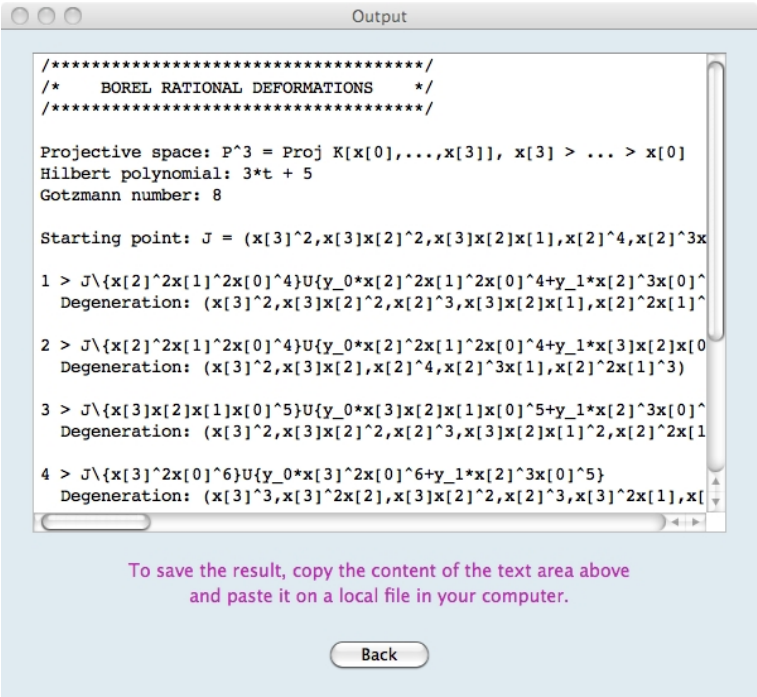 Output
/*************************************/
/*    BOREL RATIONAL DEFORMATIONS    */
/*************************************/
Projective space: P^3 = Proj K[x[0],...,x[3]], x[3] > ... > x[0]
Hilbert polynomial: 3*t + 5
Gotzmann number: 8
Starting point: J = (x[3]^2,x[3]x[2]^2,x[3]x[2]x[1],x[2]^4,x[2]^3x
1 > J\{x[2]^2x[1]^2x[0]^4}U{y_0*x[2]^2x[1]^2x[0]^4+y_1*x[2]^3x[0]^
Degeneration: (x[3]^2,x[3]x[2]^2,x[2]^3,x[3]x[2]x[1],x[2]^2x[1]^
2 > J\{x[2]^2x[1]^2x[0]^4}U{y_0*x[2]^2x[1]^2x[0]^4+y_1*x[3]x[2]x[0
Degeneration: (x[3]^2,x[3]x[2],x[2]^4,x[2]^3x[1],x[2]^2x[1]^3)
3 > J\{x[3]x[2]x[1]x[0]^5}U{y_0*x[3]x[2]x[1]x[0]^5+y_1*x[2]^3x[0]^
Degeneration: (x[3]^2,x[3]x[2]^2,x[2]^3,x[3]x[2]x[1]^2,x[2]^2x[1
4 > J\{x[3]^2x[0]^6}U{y_0*x[3]^2x[0]^6+y_1*x[2]^3x[0]^5}
Degeneration: (x[3]^3,x[3]^2x[2],x[3]x[2]^2,x[2]^3,x[3]^2x[1],x[
To save the result, copy the content of the text area above
and paste it on a local file in your computer.
Back